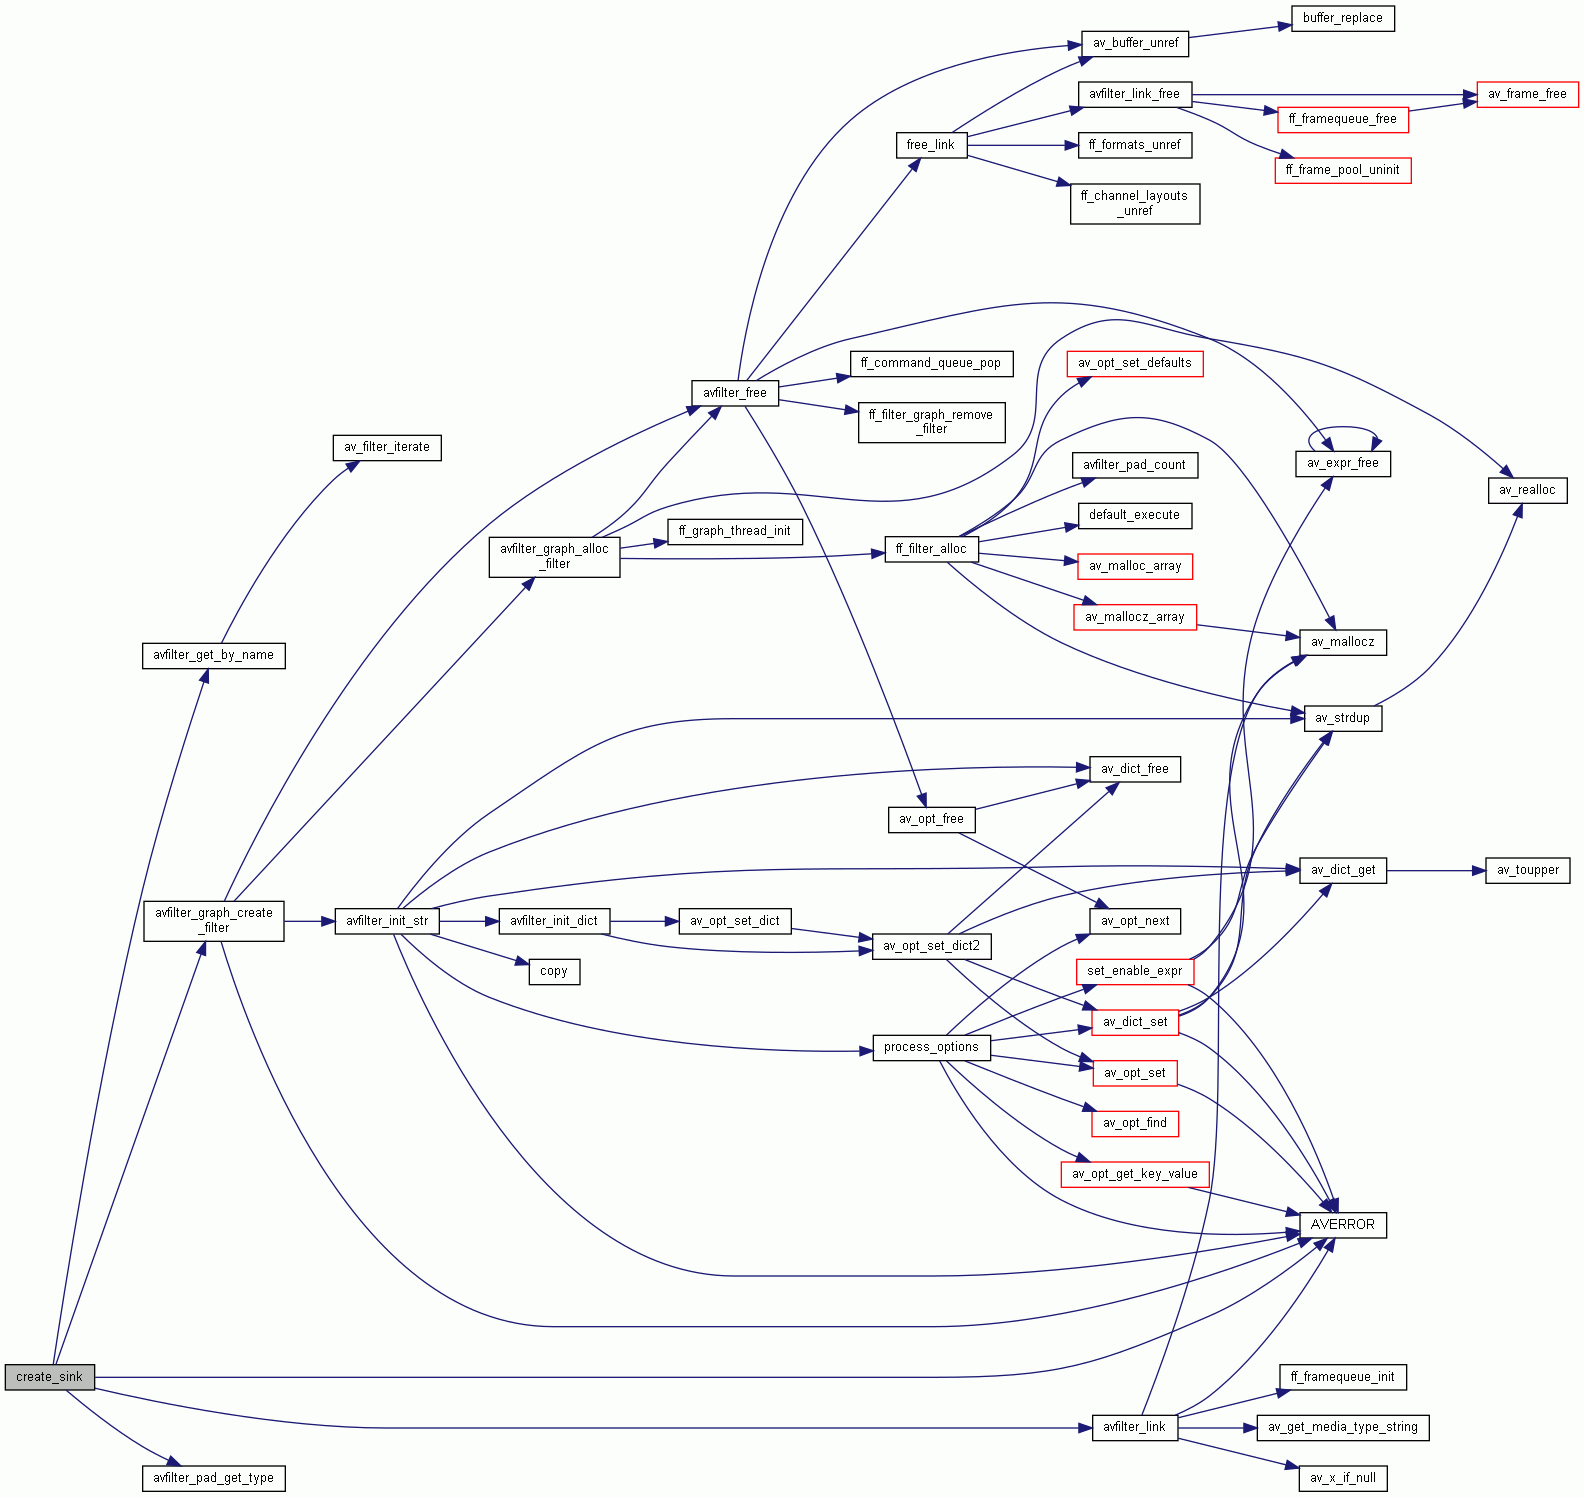 buffer_replace
av_buffer_unref
avfilter_link_free
av_frame_free
ff_framequeue_free
free_link
ff_formats_unref
ff_frame_pool_uninit
ff_channel_layouts
_unref
ff_command_queue_pop
av_opt_set_defaults
avfilter_free
ff_filter_graph_remove
_filter
av_filter_iterate
avfilter_pad_count
av_expr_free
av_realloc
default_execute
ff_graph_thread_init
avfilter_graph_alloc
_filter
ff_filter_alloc
av_malloc_array
av_mallocz_array
av_mallocz
avfilter_get_by_name
av_strdup
av_dict_free
av_opt_free
av_dict_get
av_toupper
avfilter_graph_create
_filter
avfilter_init_str
avfilter_init_dict
av_opt_set_dict
av_opt_next
av_opt_set_dict2
copy
set_enable_expr
av_dict_set
process_options
av_opt_set
av_opt_find
av_opt_get_key_value
AVERROR
create_sink
ff_framequeue_init
avfilter_link
av_get_media_type_string
avfilter_pad_get_type
av_x_if_null